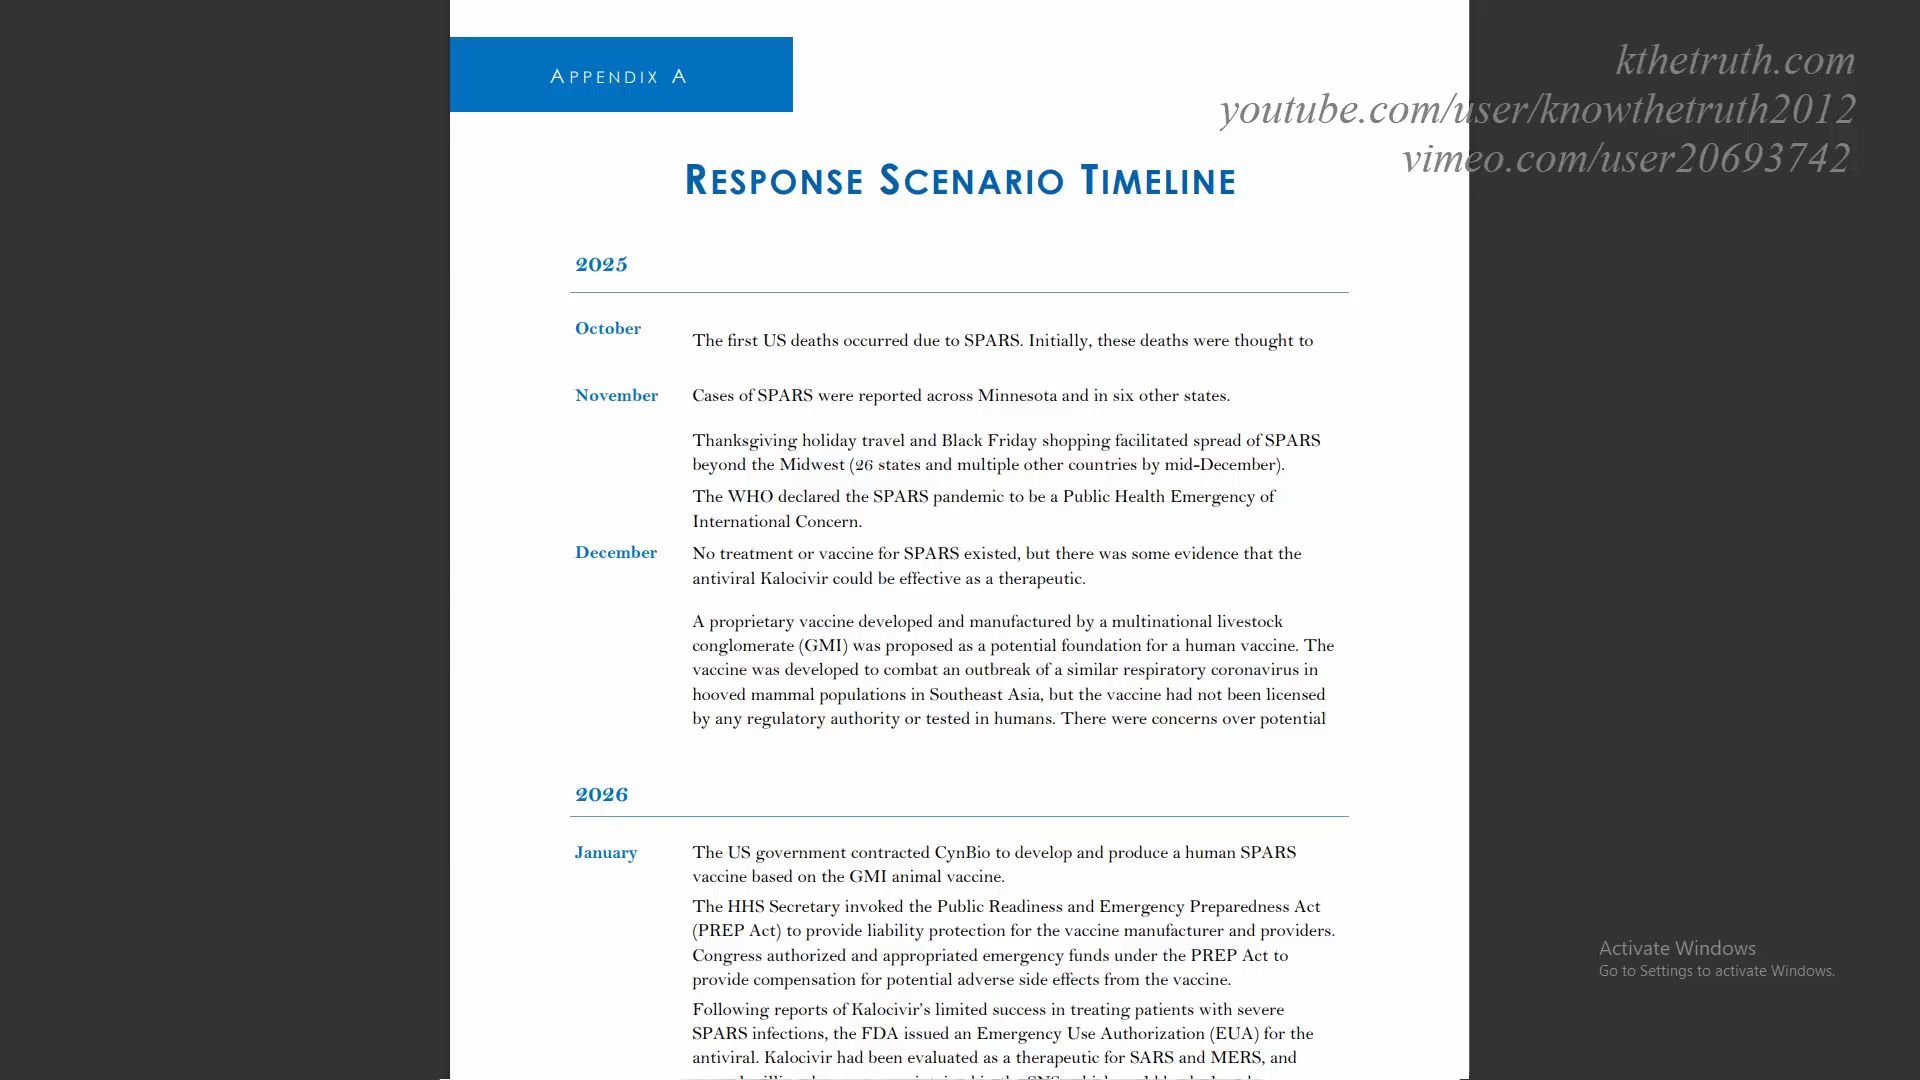 APPENDIX A
kthetruth.com
youtube.com/user/knowthetruth2012
vimeo.com/user20693742
RESPONSE SCENARIO TIMELINE
2025
October
The first US deaths occurred due to SPARS. Initially, these deaths were thought to
November
Cases of SPARS were reported across Minnesota and in six other states.
Thanksgiving holiday travel and Black Friday shopping facilitated spread of SPARS
beyond the Midwest (26 states and multiple other countries by mid-December).
The WHO declared the SPARS pandemic to be a Public Health Emergency of
International Concern.
December
No treatment or vaccine for SPARS existed, but there was some evidence that the
antiviral Kalocivir could be effective as a therapeutic.
A proprietary vaccine developed and manufactured by a multinational livestock
conglomerate (GMI) was proposed as a potential foundation for a human vaccine. The
vaccine was developed to combat an outbreak of a similar respiratory coronavirus in
hooved mammal populations in Southeast Asia, but the vaccine had not been licensed
by any regulatory authority or tested in humans. There were concerns over potential
2026
January
The US government contracted CynBio to develop and produce a human SPARS
vaccine based on the GMI animal vaccine.
The HHS Secretary invoked the Public Readiness and Emergency Preparedness Act
(PREP Act) to provide liability protection for the vaccine manufacturer and providers.
Congress authorized and appropriated emergency funds under the PREP Act to
provide compensation for potential adverse side effects from the vaccine.
Following reports of Kalocivir's limited success in treating patients with severe
SPARS infections, the FDA issued an Emergency Use Authorization (EUA) for the
antiviral. Kalocivir had been evaluated as a therapeutic for SARS and MERS, and
Activate Windows
Go to Settings to activate Windows.